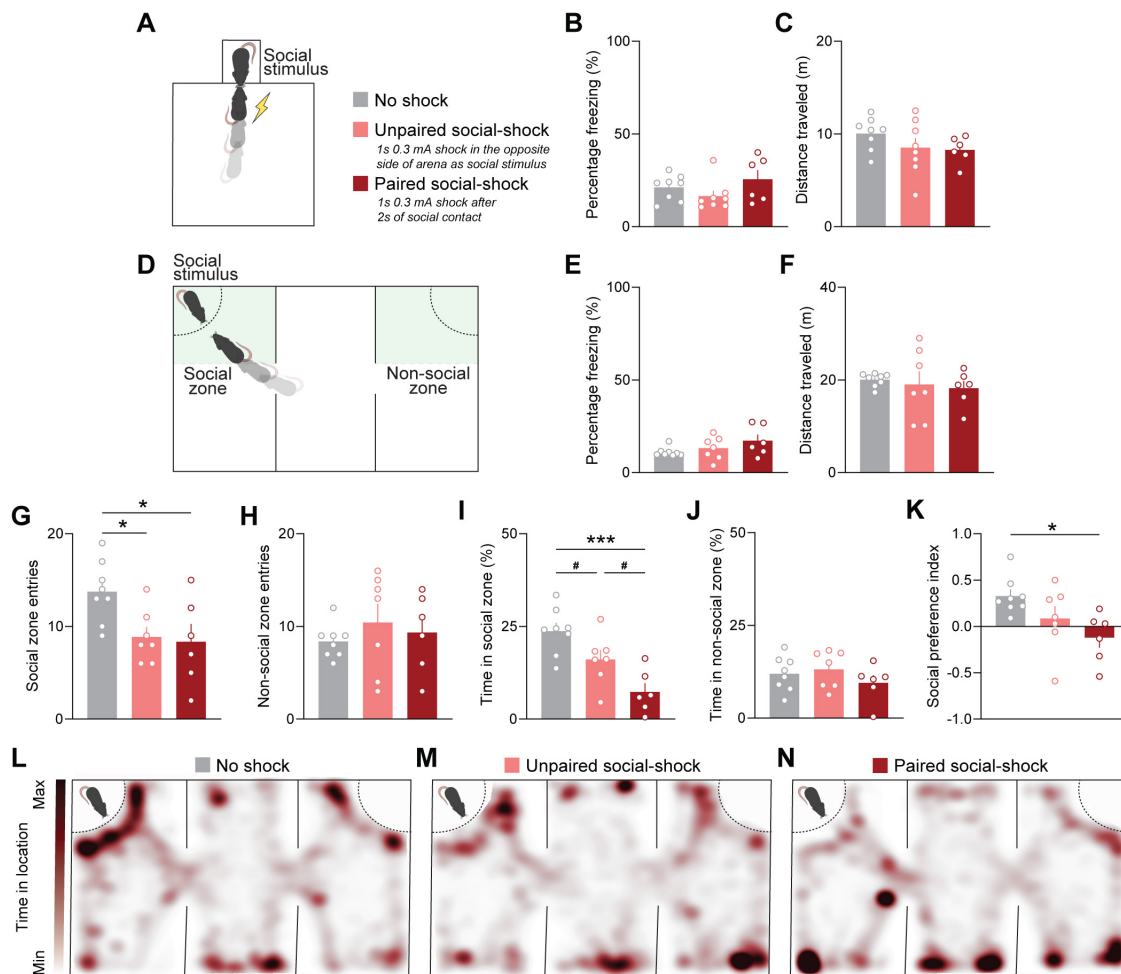 A
Social
stimulus
No shock
Unpaired social-shock
1s 0.3 mA shock in the opposite
side of arena as social stimulus
Paired social-shock
1s 0.3 mA shock after
2s of social contact
B
Percentage freezing (%)
100
50
0
C
Distance traveled (m)
20
10
0
D
Social
stimulus
Social
zone
Non-social
zone
E
Percentage freezing (%)
100
50
0
F
Distance traveled (m)
40
20
0
G
Social zone entries
20
10
0
*
*
H
Non-social zone entries
20
10
0
I
Time in social zone (%)
50
25
0
***
#
#
J
Time in non-social zone (%)
50
25
0
K
Social preference index
1.0
0.5
0.0
-0.5
-1.0
*
L
No shock
Max
Time in location
Min
M
Unpaired social-shock
N
Paired social-shock